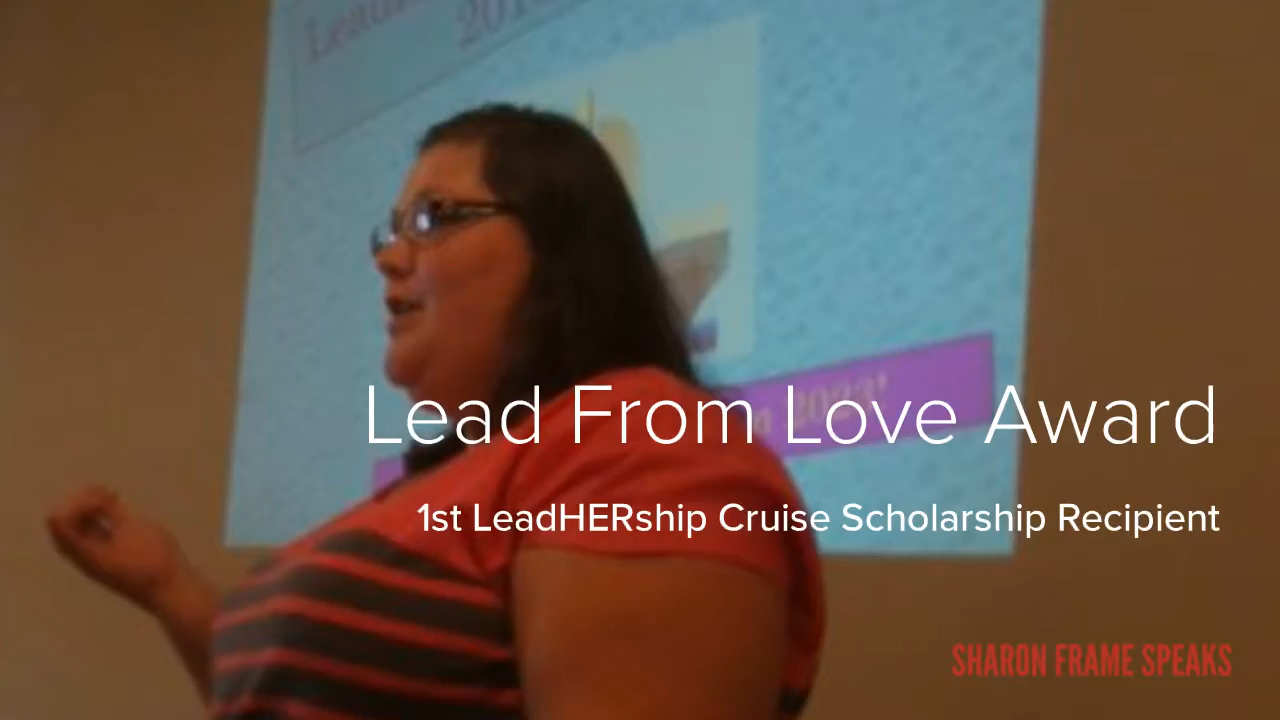 Lead From Love Award
1st LeadHERship Cruise Scholarship Recipient
SHARON FRAME SPEAKS